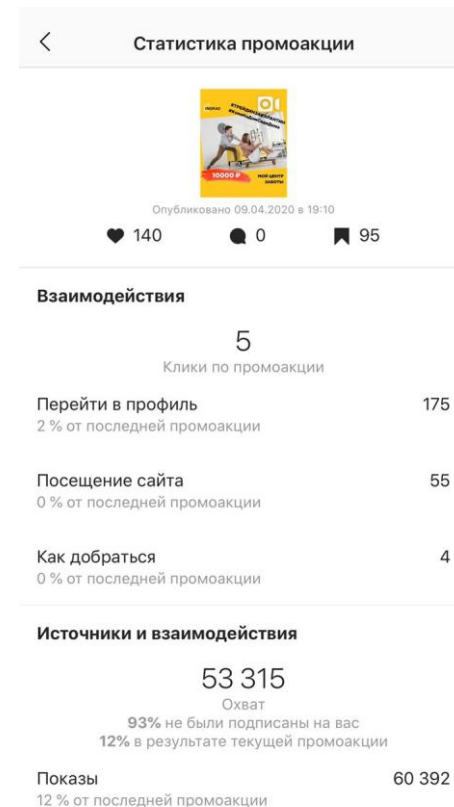 Статистика промоакции
#КомплиментОтДома
10000 ₽
МОЙ ЦЕНТР
ЗАБОТЫ
Опубликовано 09.04.2020 в 19:10
140
0
95
Взаимодействия
5
Клики по промоакции
Перейти в профиль
175
2 % от последней промоакции
Посещение сайта
55
0 % от последней промоакции
Как добраться
4
0 % от последней промоакции
Источники и взаимодействия
53 315
Охват
93% не были подписаны на вас
12% в результате текущей промоакции
Показы
60 392
12 % от последней промоакции